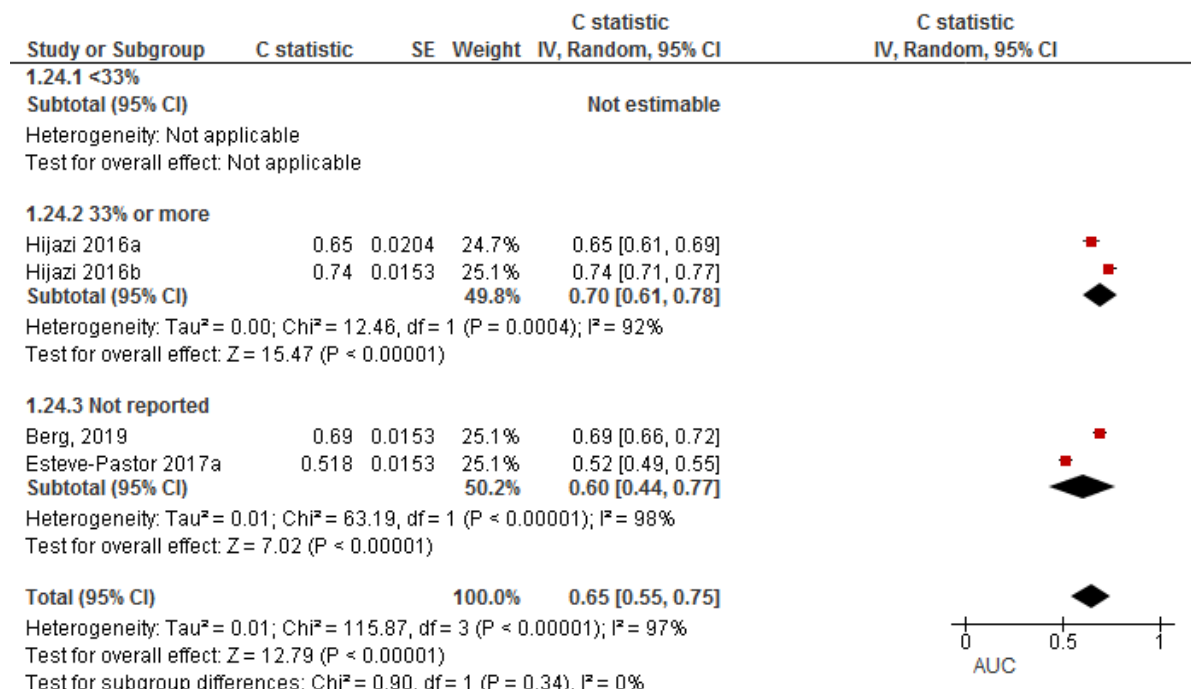 C statistic C statistic
Study or Subgroup C statistic SE Weight IV, Random, 95% CI IV, Random, 95% CI
1.24.1 <33%
Subtotal (95% CI) Not estimable
Heterogeneity: Not applicable
Test for overall effect: Not applicable
1.24.2 33% or more
Hijazi 2016a 0.65 0.0204 24.7% 0.65 [0.61, 0.69]
Hijazi 2016b 0.74 0.0153 25.1% 0.74 [0.71, 0.77]
Subtotal (95% CI) 49.8% 0.70 [0.61, 0.78]
Heterogeneity: Tau² = 0.00; Chi² = 12.46, df = 1 (P = 0.0004); I² = 92%
Test for overall effect: Z = 15.47 (P < 0.00001)
1.24.3 Not reported
Berg, 2019 0.69 0.0153 25.1% 0.69 [0.66, 0.72]
Esteve-Pastor 2017a 0.518 0.0153 25.1% 0.52 [0.49, 0.55]
Subtotal (95% CI) 50.2% 0.60 [0.44, 0.77]
Heterogeneity: Tau² = 0.01; Chi² = 63.19, df = 1 (P < 0.00001); I² = 98%
Test for overall effect: Z = 7.02 (P < 0.00001)
Total (95% CI) 100.0% 0.65 [0.55, 0.75]
Heterogeneity: Tau² = 0.01; Chi² = 115.87, df = 3 (P < 0.00001); I² = 97%
Test for overall effect: Z = 12.79 (P < 0.00001)
Test for subgroup differences: Chi² = 0.90, df = 1 (P = 0.34), I² = 0%
0 0.5 1
AUC